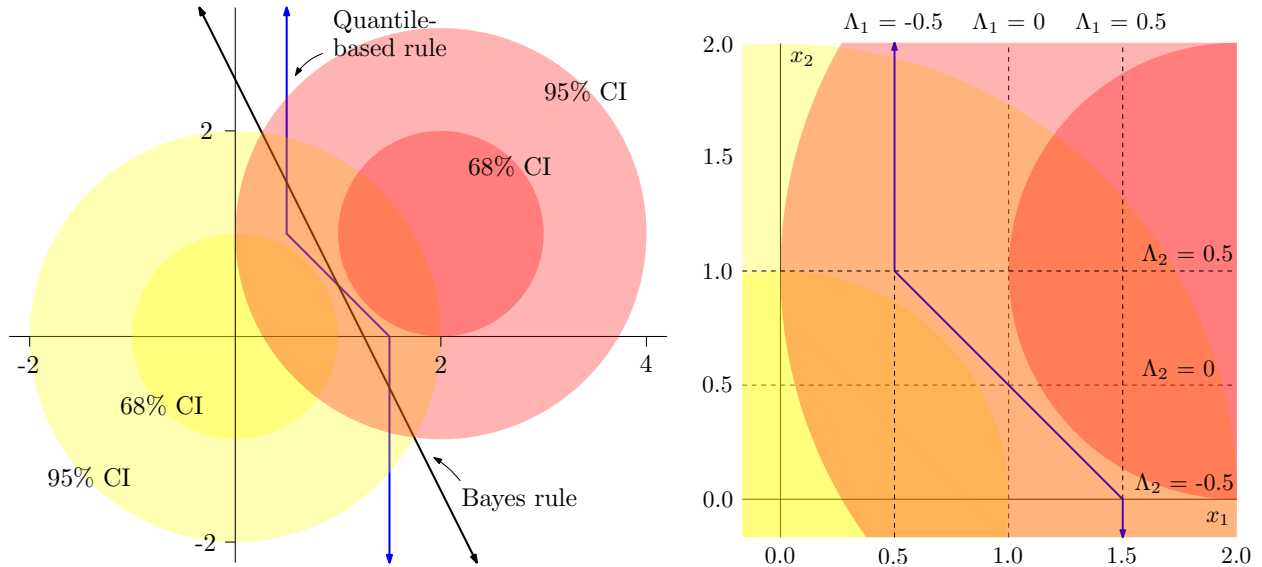 Quantile-
based rule
95% CI
2
68% CI
-2
2
4
68% CI
95% CI
Bayes rule
-2
Λ₁ = -0.5
Λ₁ = 0
Λ₁ = 0.5
2.0
x₂
1.5
Λ₂ = 0.5
1.0
Λ₂ = 0
0.5
Λ₂ = -0.5
0.0
x₁
0.0
0.5
1.0
1.5
2.0